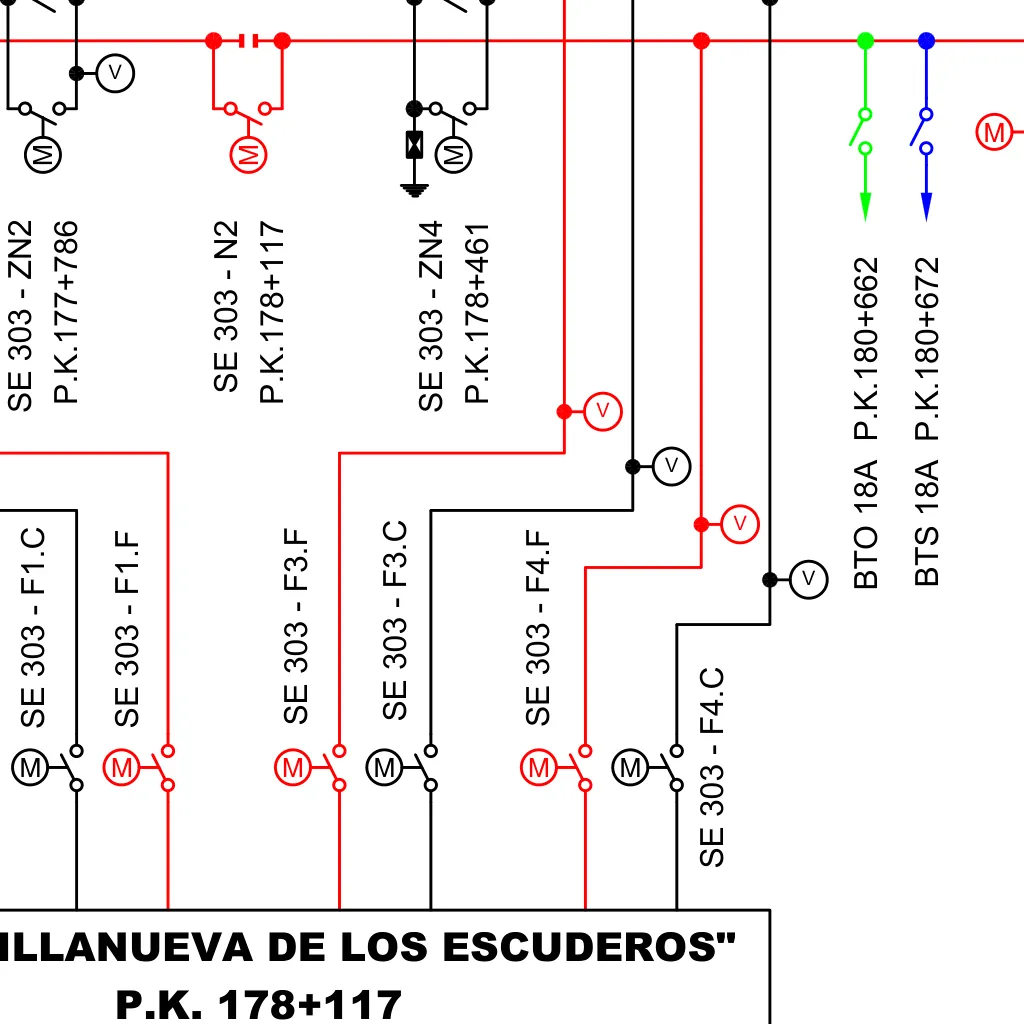 V
M
M
M
M
SE 303 - ZN2
P.K.177+786
SE 303 - N2
P.K.178+117
SE 303 - ZN4
P.K.178+461
BTO 18A P.K.180+662
BTS 18A P.K.180+672
V
V
V
V
SE 303 - F1.C
SE 303 - F1.F
SE 303 - F3.F
SE 303 - F3.C
SE 303 - F4.F
SE 303 - F4.C
M
M
M
M
M
M
ILLANUEVA DE LOS ESCUDEROS"
P.K. 178+117